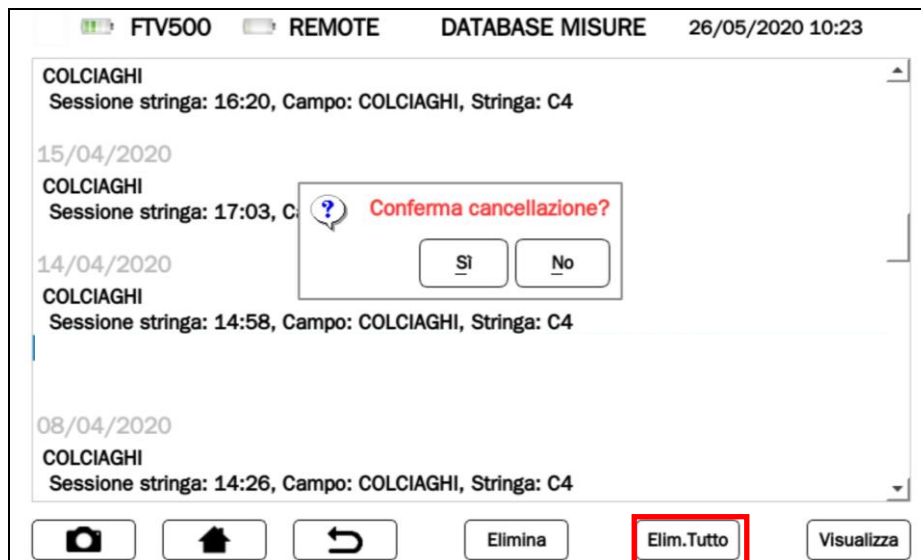 FTV500 REMOTE DATABASE MISURE 26/05/2020 10:23
COLCIAGHI
Sessione stringa: 16:20, Campo: COLCIAGHI, Stringa: C4
15/04/2020
COLCIAGHI
Sessione stringa: 17:03,
Conferma cancellazione?
Sì No
14/04/2020
COLCIAGHI
Sessione stringa: 14:58, Campo: COLCIAGHI, Stringa: C4
08/04/2020
COLCIAGHI
Sessione stringa: 14:26, Campo: COLCIAGHI, Stringa: C4
Elimina Elim.Tutto Visualizza